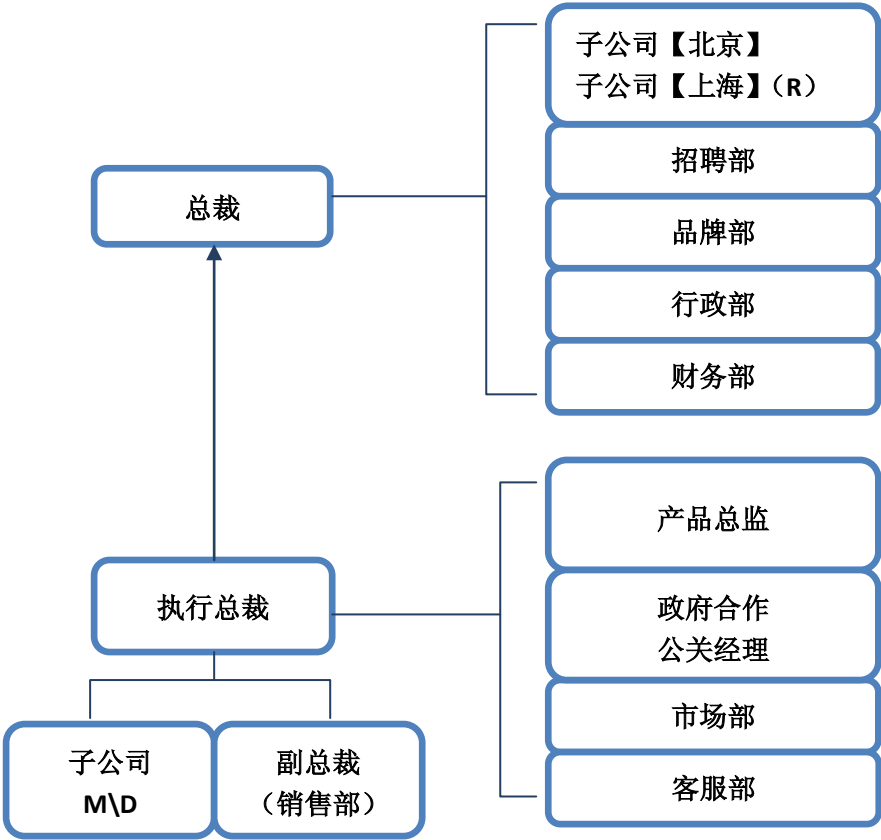 子公司【北京】
子公司【上海】（R）
招聘部
总裁
品牌部
行政部
财务部
产品总监
执行总裁
政府合作
公关经理
市场部
子公司
M\D
副总裁
（销售部）
客服部